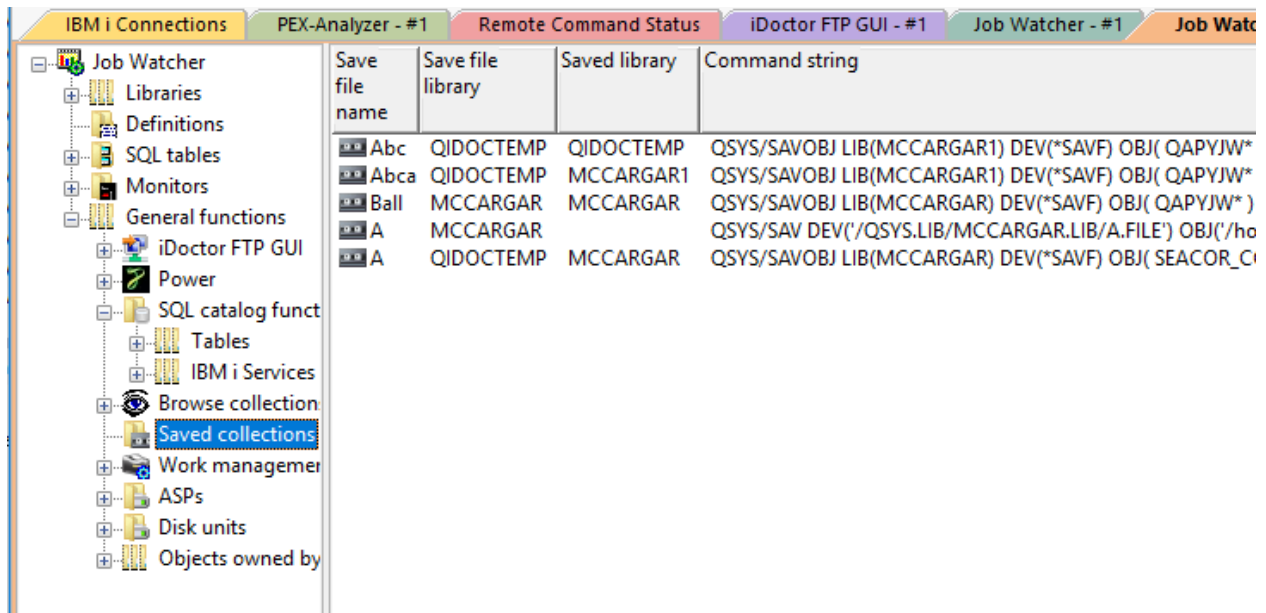 IBM i Connections PEX-Analyzer - #1 Remote Command Status iDoctor FTP GUI - #1 Job Watcher - #1 Job Watc
Job Watcher
Libraries
Definitions
SQL tables
Monitors
General functions
iDoctor FTP GUI
Power
SQL catalog funct
Tables
IBM i Services
Browse collection
Saved collections
Work managemer
ASPs
Disk units
Objects owned by
Save file name Save file library Saved library Command string
Abc QIDOCTEMP QIDOCTEMP QSYS/SAVOBJ LIB(MCCARGAR1) DEV(*SAVF) OBJ( QAPYJW*
Abca QIDOCTEMP MCCARGAR1 QSYS/SAVOBJ LIB(MCCARGAR1) DEV(*SAVF) OBJ( QAPYJW*
Ball MCCARGAR MCCARGAR QSYS/SAVOBJ LIB(MCCARGAR) DEV(*SAVF) OBJ( QAPYJW* )
A MCCARGAR QSYS/SAV DEV('/QSYS.LIB/MCCARGAR.LIB/A.FILE') OBJ('/ho
A QIDOCTEMP MCCARGAR QSYS/SAVOBJ LIB(MCCARGAR) DEV(*SAVF) OBJ( SEACOR_CO